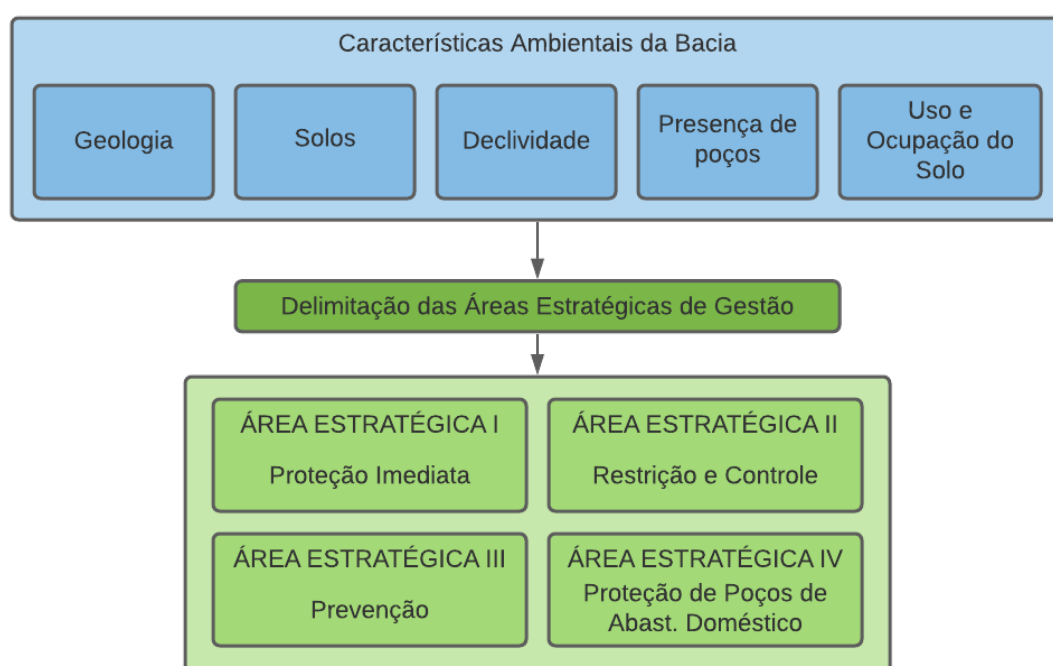 Características Ambientais da Bacia
Geologia
Solos
Declividade
Presença de
poços
Uso e
Ocupação do
Solo
Delimitação das Áreas Estratégicas de Gestão
ÁREA ESTRATÉGICA I
Proteção Imediata
ÁREA ESTRATÉGICA II
Restrição e Controle
ÁREA ESTRATÉGICA III
Prevenção
ÁREA ESTRATÉGICA IV
Proteção de Poços de
Abast. Doméstico